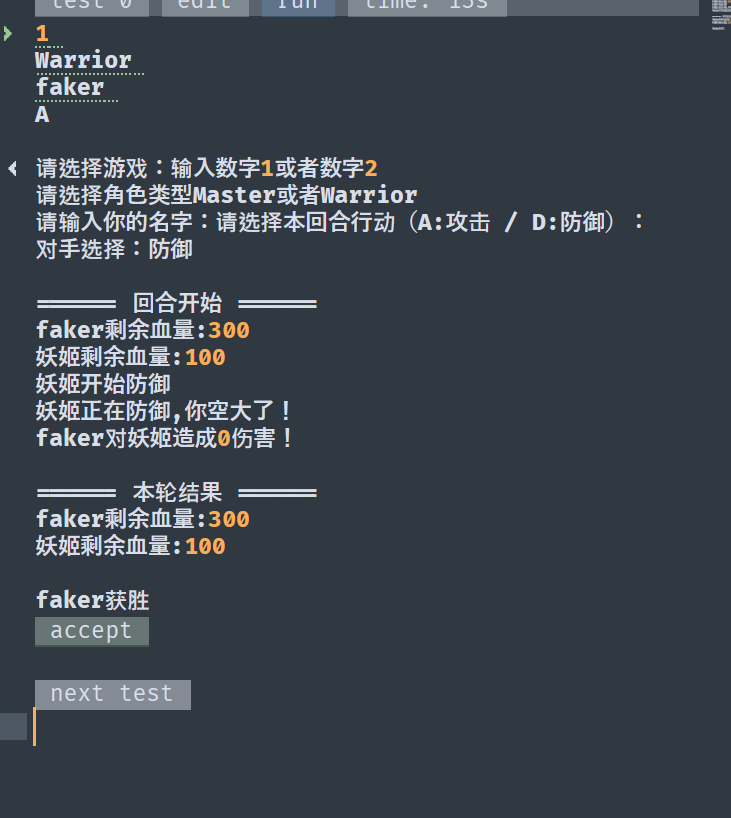 test 0 edit run time: 15s
1
Warrior
faker
A
请选择游戏：输入数字1或者数字2
请选择角色类型Master或者Warrior
请输入你的名字：请选择本回合行动（A:攻击 / D:防御）：
对手选择：防御
====== 回合开始 ======
faker剩余血量:300
妖姬剩余血量:100
妖姬开始防御
妖姬正在防御,你空大了！
faker对妖姬造成0伤害！
====== 本轮结果 ======
faker剩余血量:300
妖姬剩余血量:100
faker获胜
accept
next test